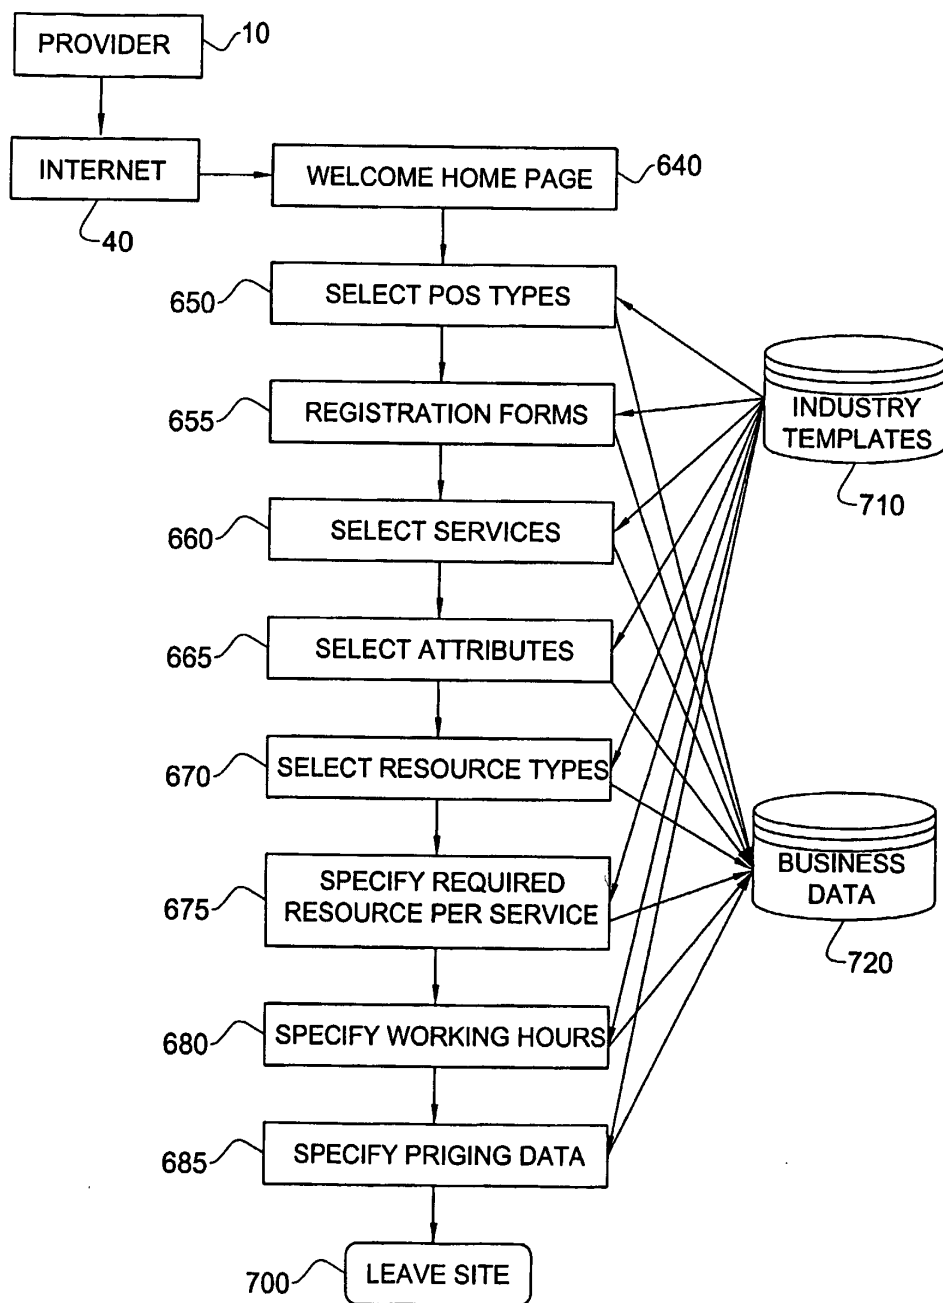 PROVIDER
10
INTERNET
40
WELCOME HOME PAGE
640
650
SELECT POS TYPES
655
REGISTRATION FORMS
INDUSTRY
TEMPLATES
710
660
SELECT SERVICES
665
SELECT ATTRIBUTES
670
SELECT RESOURCE TYPES
675
SPECIFY REQUIRED
RESOURCE PER SERVICE
BUSINESS
DATA
720
680
SPECIFY WORKING HOURS
685
SPECIFY PRIGING DATA
700
LEAVE SITE